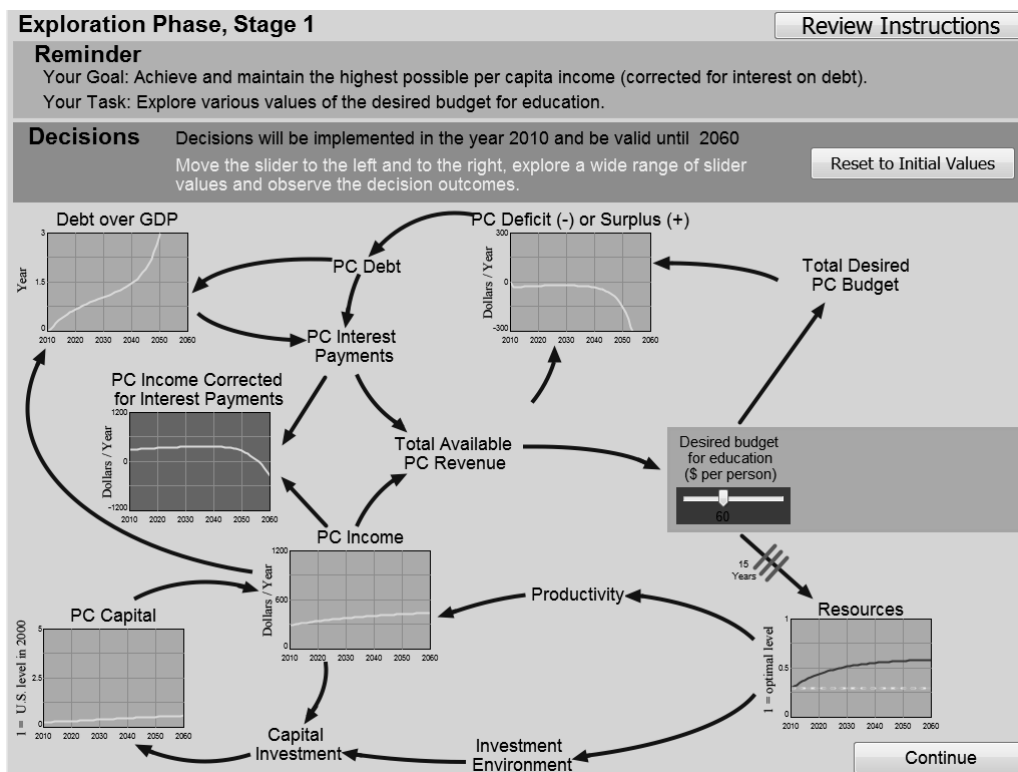 Exploration Phase, Stage 1
Review Instructions
Reminder
Your Goal: Achieve and maintain the highest possible per capita income (corrected for interest on debt).
Your Task: Explore various values of the desired budget for education.
Decisions
Decisions will be implemented in the year 2010 and be valid until 2060
Move the slider to the left and to the right, explore a wide range of slider
values and observe the decision outcomes.
Reset to Initial Values
Debt over GDP
Year
3
1.5
0
2010 2020 2030 2040 2050 2060
PC Debt
PC Deficit (-) or Surplus (+)
Dollars / Year
300
0
-300
2010 2020 2030 2040 2050 2060
Total Desired
PC Budget
PC Interest
Payments
PC Income Corrected
for Interest Payments
Dollars / Year
1200
0
-1200
2010 2020 2030 2040 2050 2060
Total Available
PC Revenue
Desired budget
for education
($ per person)
60
PC Income
Dollars / Year
1200
600
0
2010 2020 2030 2040 2050 2060
15
Years
Productivity
PC Capital
1 = U.S. level in 2000
5
2.5
0
2010 2020 2030 2040 2050 2060
Resources
1 = optimal level
1
0.5
0
2010 2020 2030 2040 2050 2060
Capital
Investment
Investment
Environment
Continue